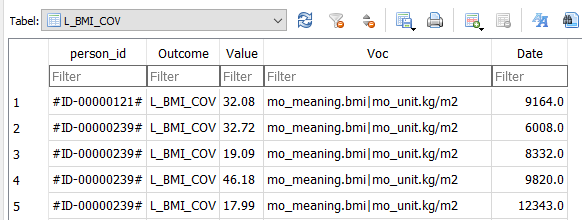 Tabel: L_BMI_COV
person_id Outcome Value Voc Date
Filter Filter Filter Filter Filter
1 #ID-00000121# L_BMI_COV 32.08 mo_meaning.bmi|mo_unit.kg/m2 9164.0
2 #ID-00000239# L_BMI_COV 32.72 mo_meaning.bmi|mo_unit.kg/m2 6008.0
3 #ID-00000239# L_BMI_COV 19.09 mo_meaning.bmi|mo_unit.kg/m2 8332.0
4 #ID-00000239# L_BMI_COV 46.18 mo_meaning.bmi|mo_unit.kg/m2 9820.0
5 #ID-00000239# L_BMI_COV 17.99 mo_meaning.bmi|mo_unit.kg/m2 12343.0